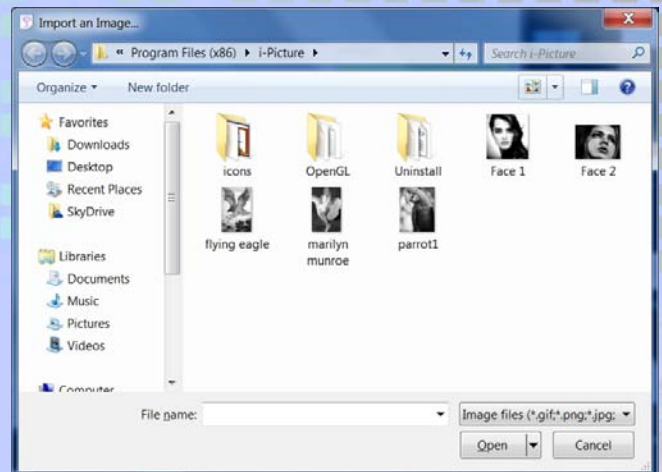 Import an Image...
« Program Files (x86) ▸ i-Picture ▸
Search i-Picture
Organize ▾ New folder
Favorites
Downloads
Desktop
Recent Places
SkyDrive
Libraries
Documents
Music
Pictures
Videos
Computer
icons
OpenGL
Uninstall
Face 1
Face 2
flying eagle
marilyn
munroe
parrot1
File name:
Image files (*.gif;*.png;*.jpg;
Open
Cancel